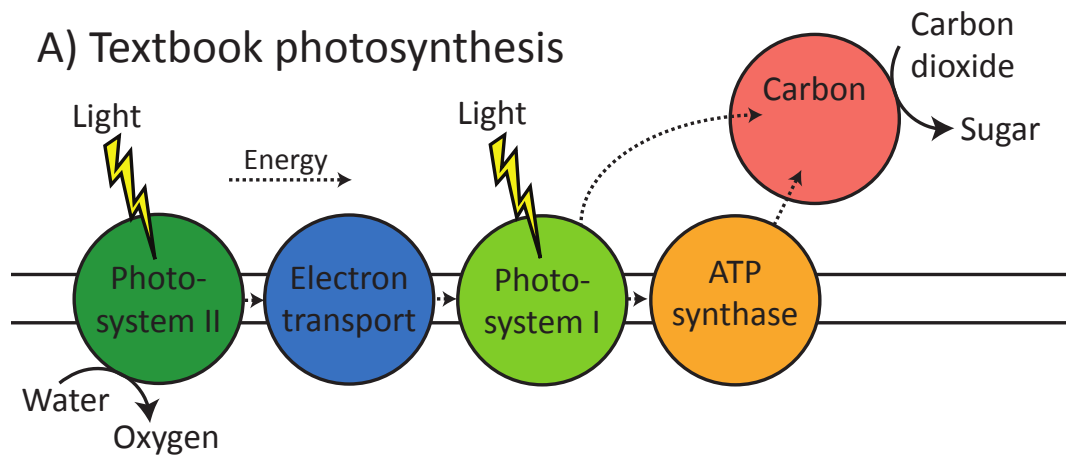 A) Textbook photosynthesis
Carbon
dioxide
Light
Light
Carbon
Sugar
Energy
Photo-
system II
Electron
transport
Photo-
system I
ATP
synthase
Water
Oxygen